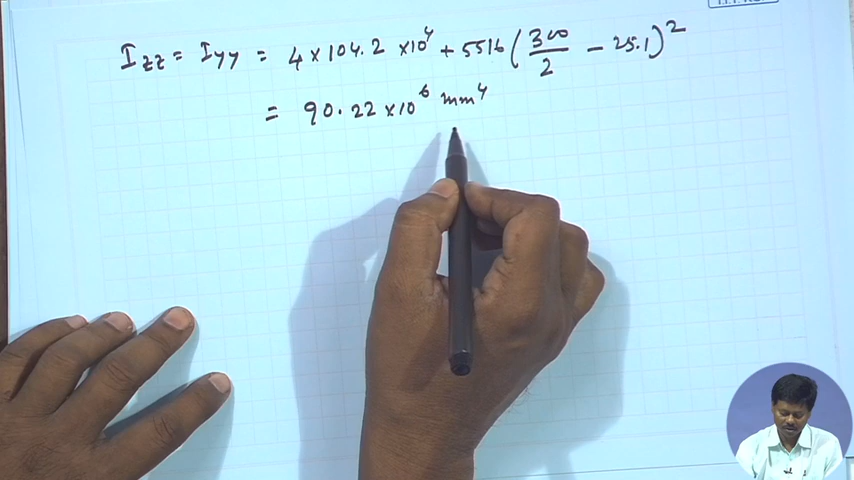 Izz = Iyy = 4 × 104.2 × 10⁴ + 5516 (300/2 - 25.1)²
= 90.22 × 10⁶ mm⁴